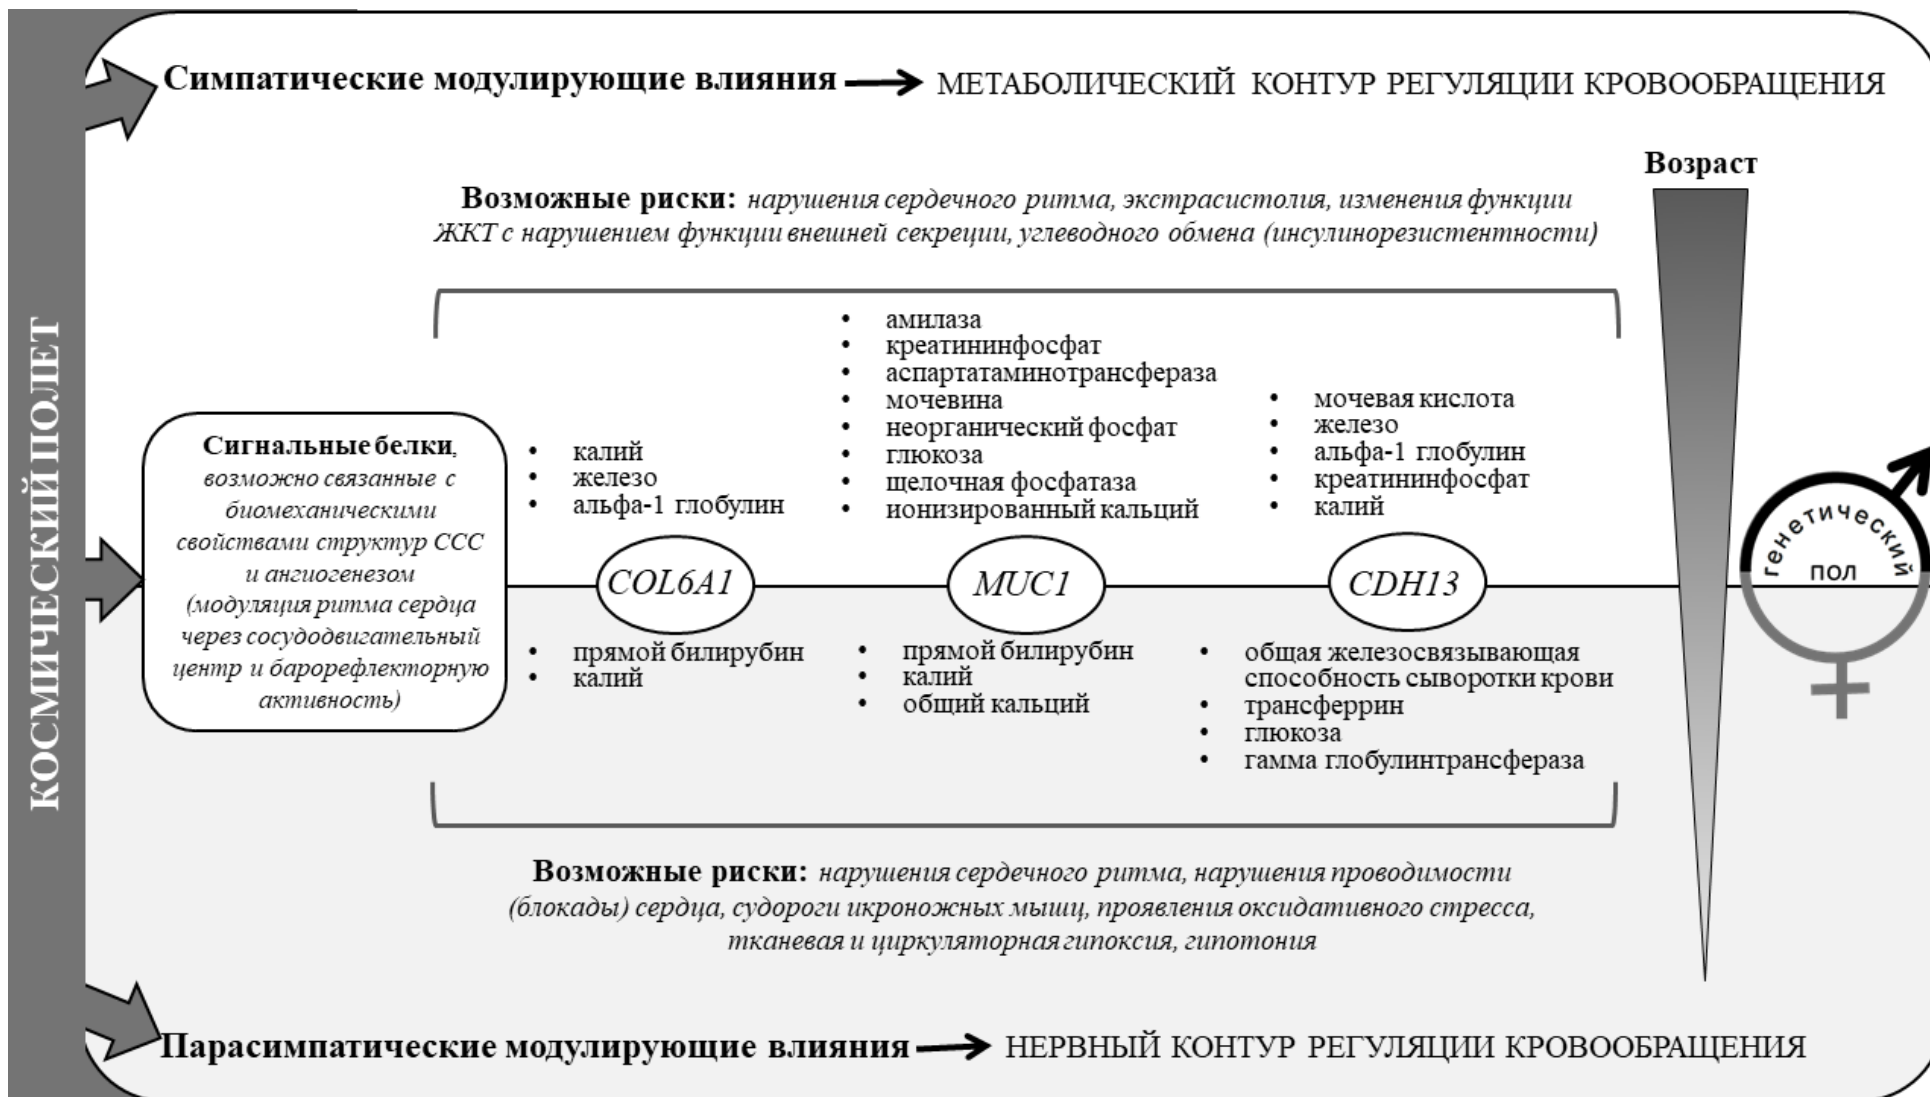 КОСМИЧЕСКИЙ ПОЛЕТ
Симпатические модулирующие влияния
МЕТАБОЛИЧЕСКИЙ КОНТУР РЕГУЛЯЦИИ КРОВООБРАЩЕНИЯ
Возраст
Возможные риски: нарушения сердечного ритма, экстрасистолия, изменения функции
ЖКТ с нарушением функции внешней секреции, углеводного обмена (инсулинорезистентности)
• калий
• железо
• альфа-1 глобулин
• амилаза
• креатининфосфат
• аспартатаминотрансфераза
• мочевина
• неорганический фосфат
• глюкоза
• щелочная фосфатаза
• ионизированный кальций
• мочевая кислота
• железо
• альфа-1 глобулин
• креатининфосфат
• калий
Сигнальные белки,
возможно связанные с
биомеханическими
свойствами структур ССС
и ангиогенезом
(модуляция ритма сердца
через сосудодвигательный
центр и барорефлекторную
активность)
COL6A1
MUC1
CDH13
генетический
пол
• прямой билирубин
• калий
• прямой билирубин
• калий
• общий кальций
• общая железосвязывающая
способность сыворотки крови
• трансферрин
• глюкоза
• гамма глобулинтрансфераза
Возможные риски: нарушения сердечного ритма, нарушения проводимости
(блокады) сердца, судороги икроножных мышц, проявления оксидативного стресса,
тканевая и циркуляторная гипоксия, гипотония
Парасимпатические модулирующие влияния
НЕРВНЫЙ КОНТУР РЕГУЛЯЦИИ КРОВООБРАЩЕНИЯ